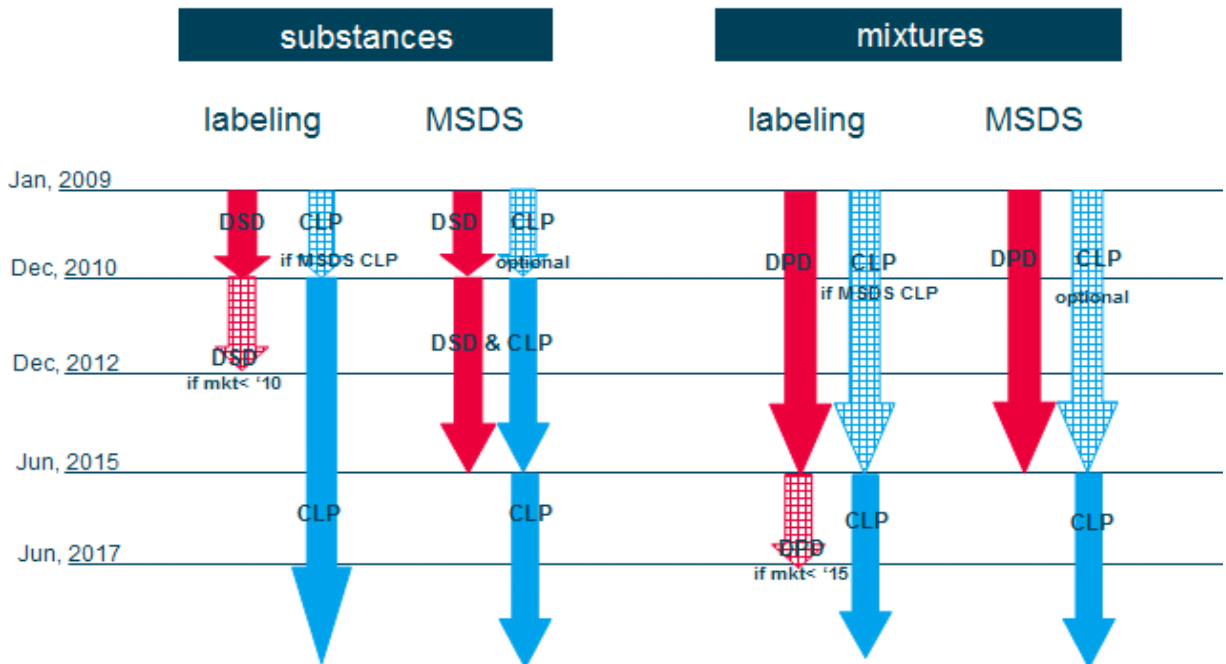 substances mixtures
labeling MSDS labeling MSDS
Jan, 2009
DSD CLP DSD CLP
if MSDS CLP optional
DPD CLP DPD CLP
Dec, 2010
if MSDS CLP optional
DSD & CLP
DSD
Dec, 2012
if mkt< ‘10
Jun, 2015
CLP CLP CLP CLP
DPD
Jun, 2017
if mkt< ‘15